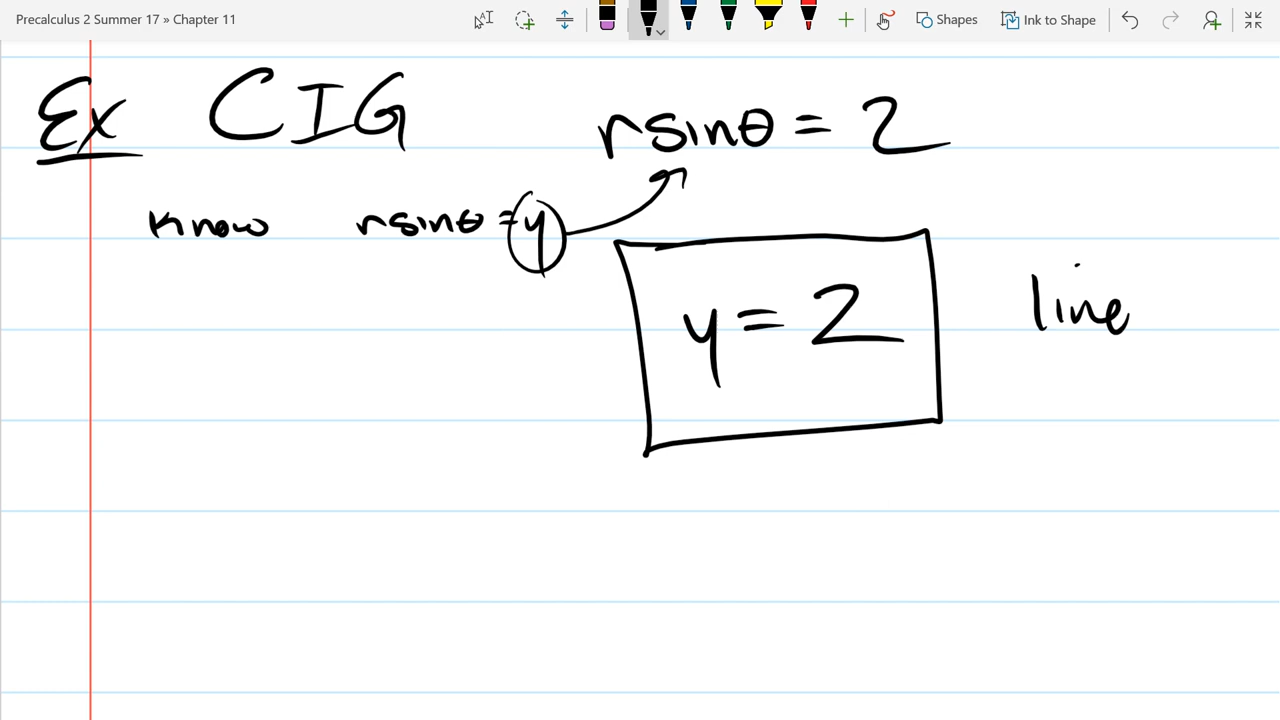 Precalculus 2 Summer 17 » Chapter 11
Shapes
Ink to Shape
Ex CIG rsinθ = 2
Know rsinθ = y
y = 2 line